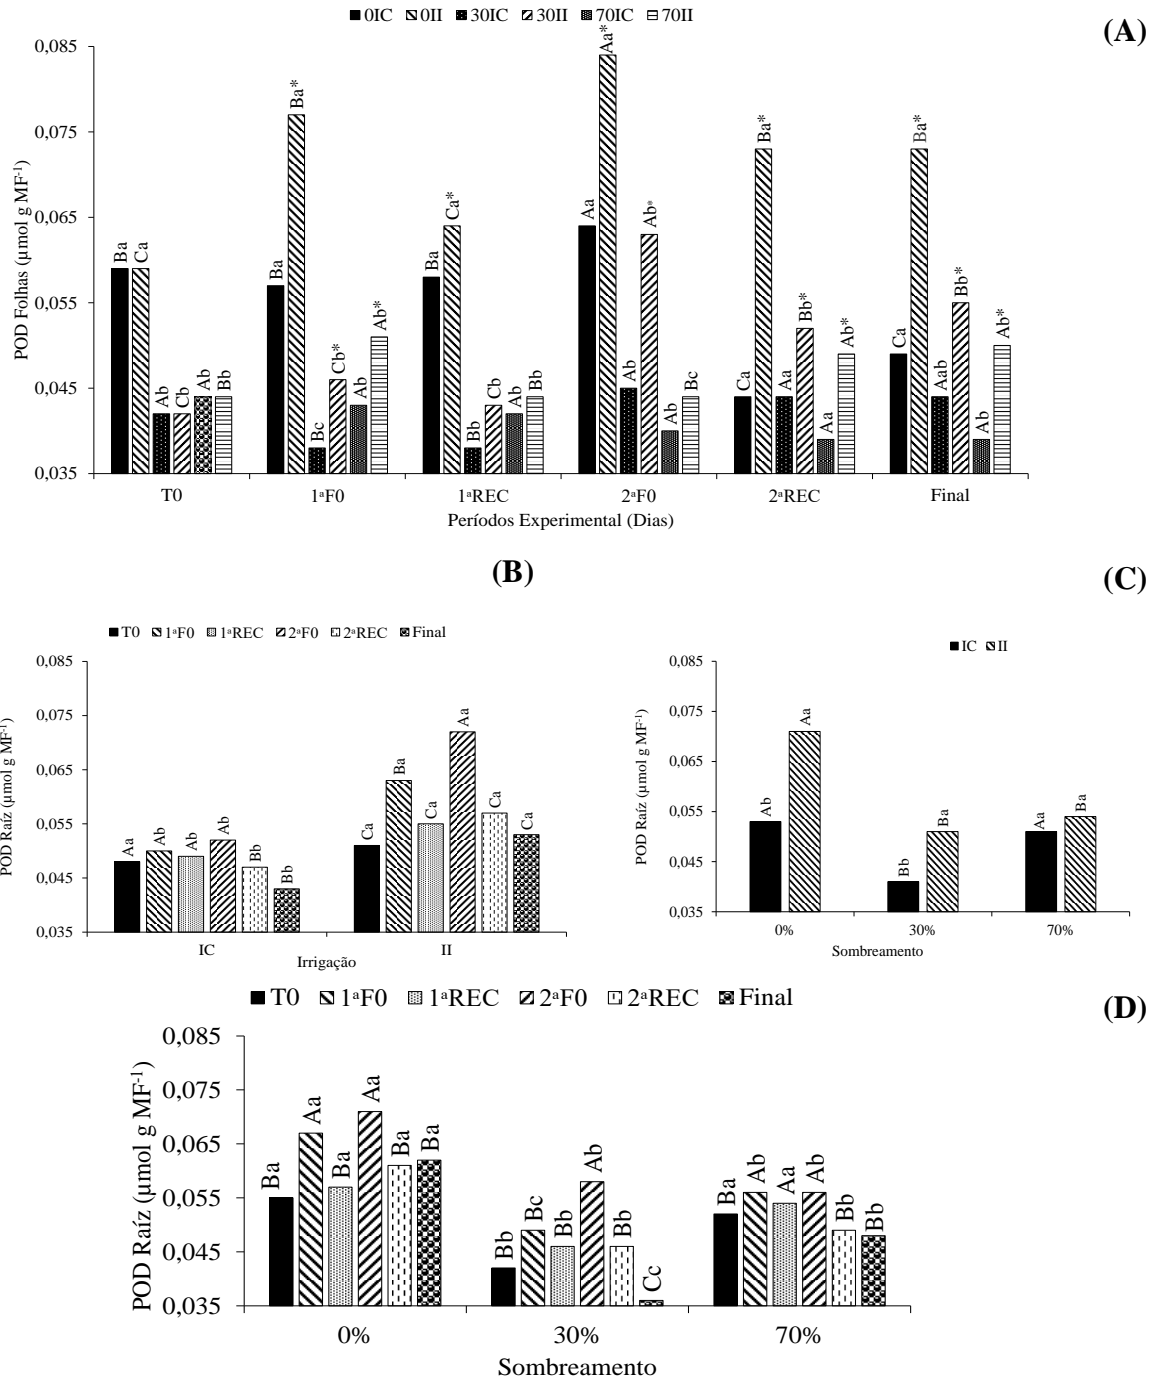 0IC 0II 30IC 30II 70IC 70II
(A)
POD Folhas (µmol g MF-1)
0,085
0,075
0,065
0,055
0,045
0,035
Ba Ca Ab Cb Ab Bb
Ba Ba* Bc Cb* Ab Ab*
Ba Ca* Bb Cb Ab Bb
Aa Aa* Ab Ab* Ab Bc
Ca Ba* Aa Bb* Aa Ab*
Ca Ba* Aab Bb* Ab Ab*
T0 1ªF0 1ªREC 2ªF0 2ªREC Final
Períodos Experimental (Dias)
(B)
T0 1ªF0 1ªREC 2ªF0 2ªREC Final
POD Raíz (µmol g MF-1)
0,085
0,075
0,065
0,055
0,045
0,035
Aa Ab Ab Ab Bb Bb
Ca Ba Ca Aa Ca Ca
IC II
Irrigação
(C)
IC II
POD Raíz (µmol g MF-1)
0,085
0,075
0,065
0,055
0,045
0,035
Ab Aa
Bb Ba
Aa Ba
0% 30% 70%
Sombreamento
(D)
T0 1ªF0 1ªREC 2ªF0 2ªREC Final
POD Raíz (µmol g MF-1)
0,085
0,075
0,065
0,055
0,045
0,035
Ba Aa Ba Aa Ba Ba
Bb Bc Bb Ab Bb Cc
Ba Ab Aa Ab Bb Bb
0% 30% 70%
Sombreamento